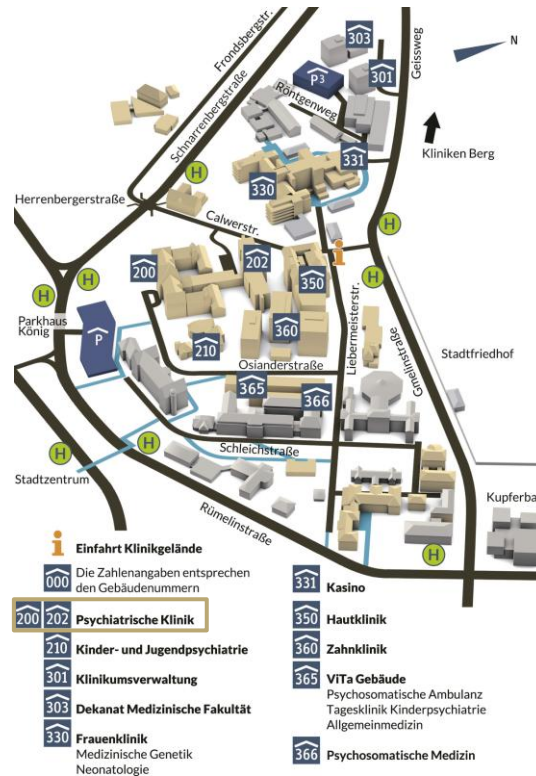 Frondsbergstr.
Schnarrenbergstraße
303
P3
301
Geissweg
N
Röntgenweg
331
Kliniken Berg
330
H
Herrenbergerstraße
Calwerstr.
H
200
202
i
350
H
H
H
Parkhaus
König
P
360
210
Liebermeisterstr.
Gmelinstraße
Stadtfriedhof
Osianderstraße
365
366
H
H
Schleichstraße
Stadtzentrum
Rümelinstraße
Kupferba
H
i Einfahrt Klinikgelände
000 Die Zahlenangaben entsprechen
den Gebäudenummern
200 202 Psychiatrische Klinik
210 Kinder- und Jugendpsychiatrie
301 Klinikumsverwaltung
303 Dekanat Medizinische Fakultät
330 Frauenklinik
Medizinische Genetik
Neonatologie
331 Kasino
350 Hautklinik
360 Zahnklinik
365 ViTa Gebäude
Psychosomatische Ambulanz
Tagesklinik Kinderpsychiatrie
Allgemeinmedizin
366 Psychosomatische Medizin